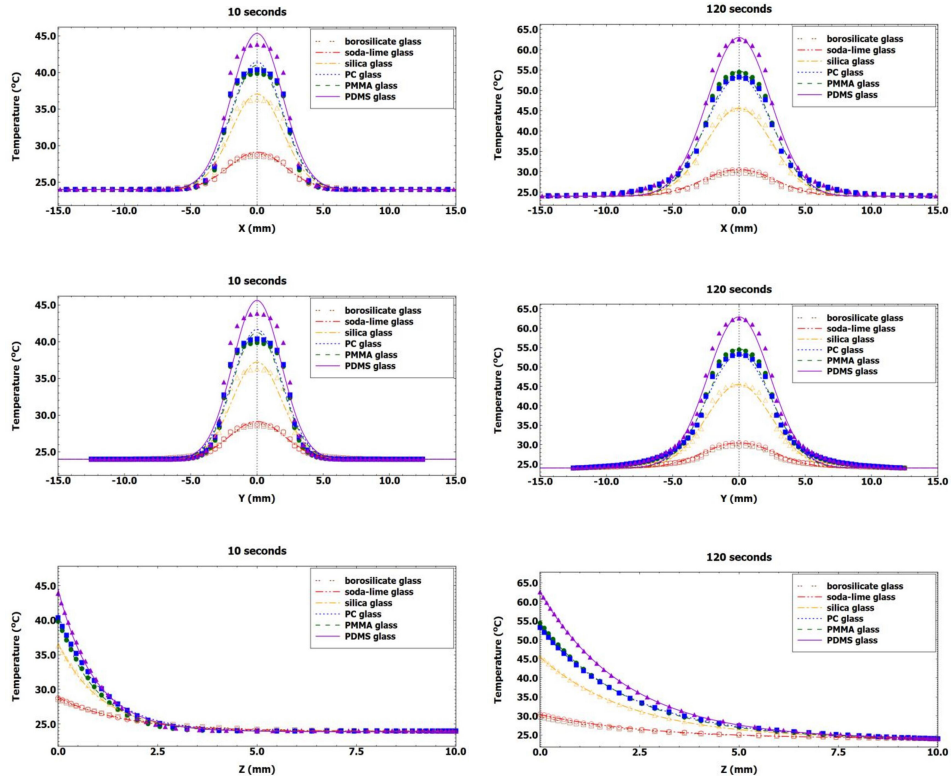 10 seconds
45.0
40.0
35.0
30.0
25.0
Temperature (°C)
borosilicate glass
soda-lime glass
silica glass
PC glass
PMMA glass
PDMS glass
-15.0 -10.0 -5.0 0.0 5.0 10.0 15.0
X (mm)
120 seconds
65.0
60.0
55.0
50.0
45.0
40.0
35.0
30.0
25.0
Temperature (°C)
borosilicate glass
soda-lime glass
silica glass
PC glass
PMMA glass
PDMS glass
-15.0 -10.0 -5.0 0.0 5.0 10.0 15.0
X (mm)
10 seconds
45.0
40.0
35.0
30.0
25.0
Temperature (°C)
borosilicate glass
soda-lime glass
silica glass
PC glass
PMMA glass
PDMS glass
-15.0 -10.0 -5.0 0.0 5.0 10.0 15.0
Y (mm)
120 seconds
65.0
60.0
55.0
50.0
45.0
40.0
35.0
30.0
25.0
Temperature (°C)
borosilicate glass
soda-lime glass
silica glass
PC glass
PMMA glass
PDMS glass
-15.0 -10.0 -5.0 0.0 5.0 10.0 15.0
Y (mm)
10 seconds
45.0
40.0
35.0
30.0
25.0
Temperature (°C)
borosilicate glass
soda-lime glass
silica glass
PC glass
PMMA glass
PDMS glass
0.0 2.5 5.0 7.5 10.0
Z (mm)
120 seconds
65.0
60.0
55.0
50.0
45.0
40.0
35.0
30.0
25.0
Temperature (°C)
borosilicate glass
soda-lime glass
silica glass
PC glass
PMMA glass
PDMS glass
0.0 2.5 5.0 7.5 10.0
Z (mm)